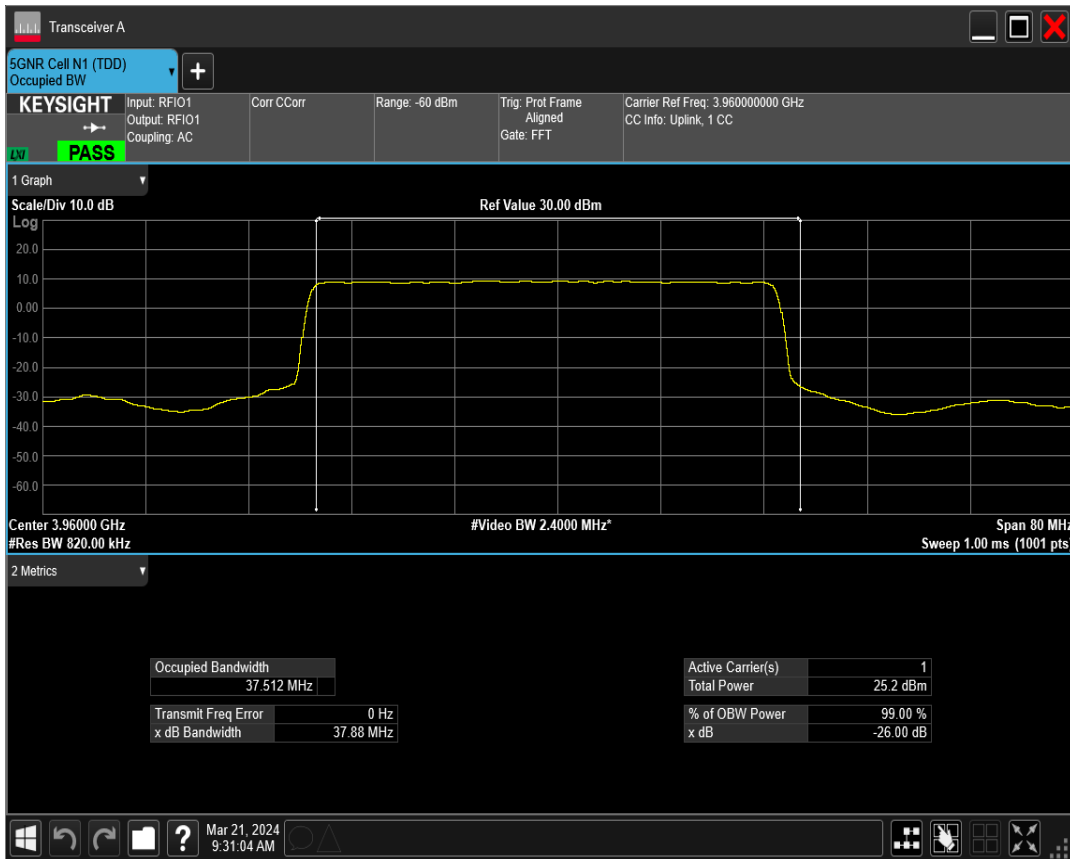 Transceiver A
5GNR Cell N1 (TDD)
Occupied BW
+
KEYSIGHT
LXI
PASS
Input: RFIO1
Output: RFIO1
Coupling: AC
Corr CCorr
Range: -60 dBm
Trig: Prot Frame
Aligned
Gate: FFT
Carrier Ref Freq: 3.960000000 GHz
CC Info: Uplink, 1 CC
1 Graph
Scale/Div 10.0 dB
Ref Value 30.00 dBm
Log
20.0
10.0
0.00
-10.0
-20.0
-30.0
-40.0
-50.0
-60.0
Center 3.96000 GHz
#Video BW 2.4000 MHz*
Span 80 MHz
#Res BW 820.00 kHz
Sweep 1.00 ms (1001 pts)
2 Metrics
Occupied Bandwidth
37.512 MHz
Transmit Freq Error 0 Hz
x dB Bandwidth 37.88 MHz
Active Carrier(s) 1
Total Power 25.2 dBm
% of OBW Power 99.00 %
x dB -26.00 dB
?
Mar 21, 2024
9:31:04 AM